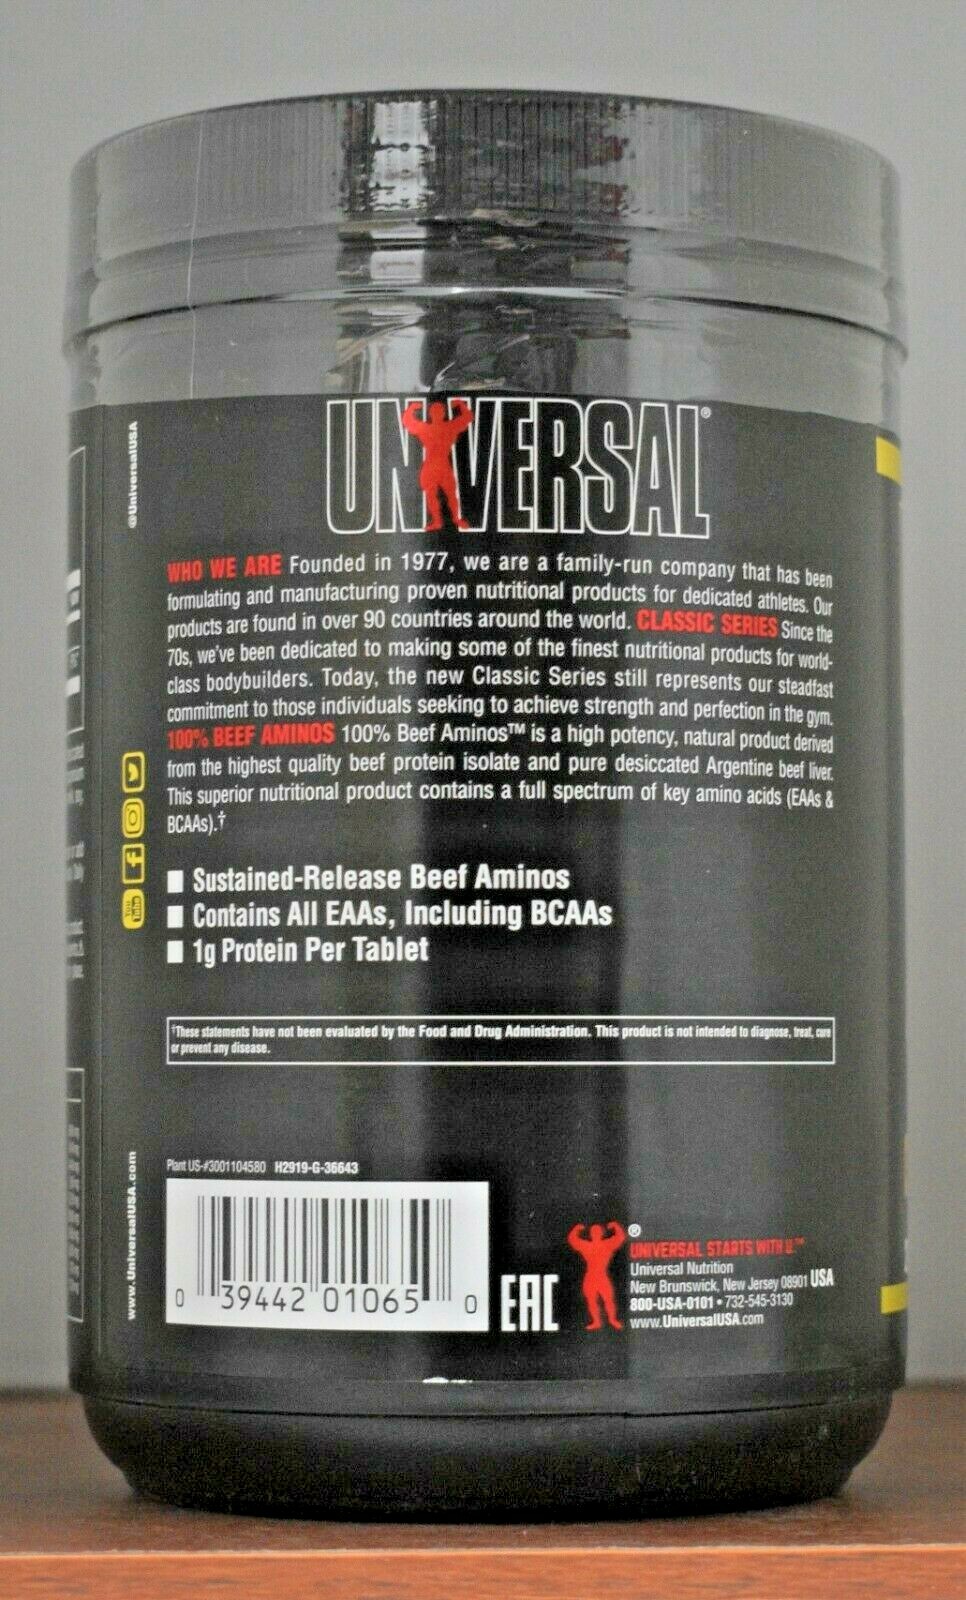 UNIVERSAL®
@UniversalUSA
WHO WE ARE Founded in 1977, we are a family-run company that has been
formulating and manufacturing proven nutritional products for dedicated athletes. Our
products are found in over 90 countries around the world. CLASSIC SERIES Since the
70s, we've been dedicated to making some of the finest nutritional products for world-
class bodybuilders. Today, the new Classic Series still represents our steadfast
commitment to those individuals seeking to achieve strength and perfection in the gym.
100% BEEF AMINOS 100% Beef Aminos™ is a high potency, natural product derived
from the highest quality beef protein isolate and pure desiccated Argentine beef liver.
This superior nutritional product contains a full spectrum of key amino acids (EAAs &
BCAAs).†
You Tube
■ Sustained-Release Beef Aminos
■ Contains All EAAs, Including BCAAs
■ 1g Protein Per Tablet
†These statements have not been evaluated by the Food and Drug Administration. This product is not intended to diagnose, treat, cure
or prevent any disease.
www.UniversalUSA.com
Plant US-#3001104580 H2919-G-36643
0 39442 01065 0
EAC
®
UNIVERSAL STARTS WITH U.™
Universal Nutrition
New Brunswick, New Jersey 08901 USA
800-USA-0101 • 732-545-3130
www.UniversalUSA.com